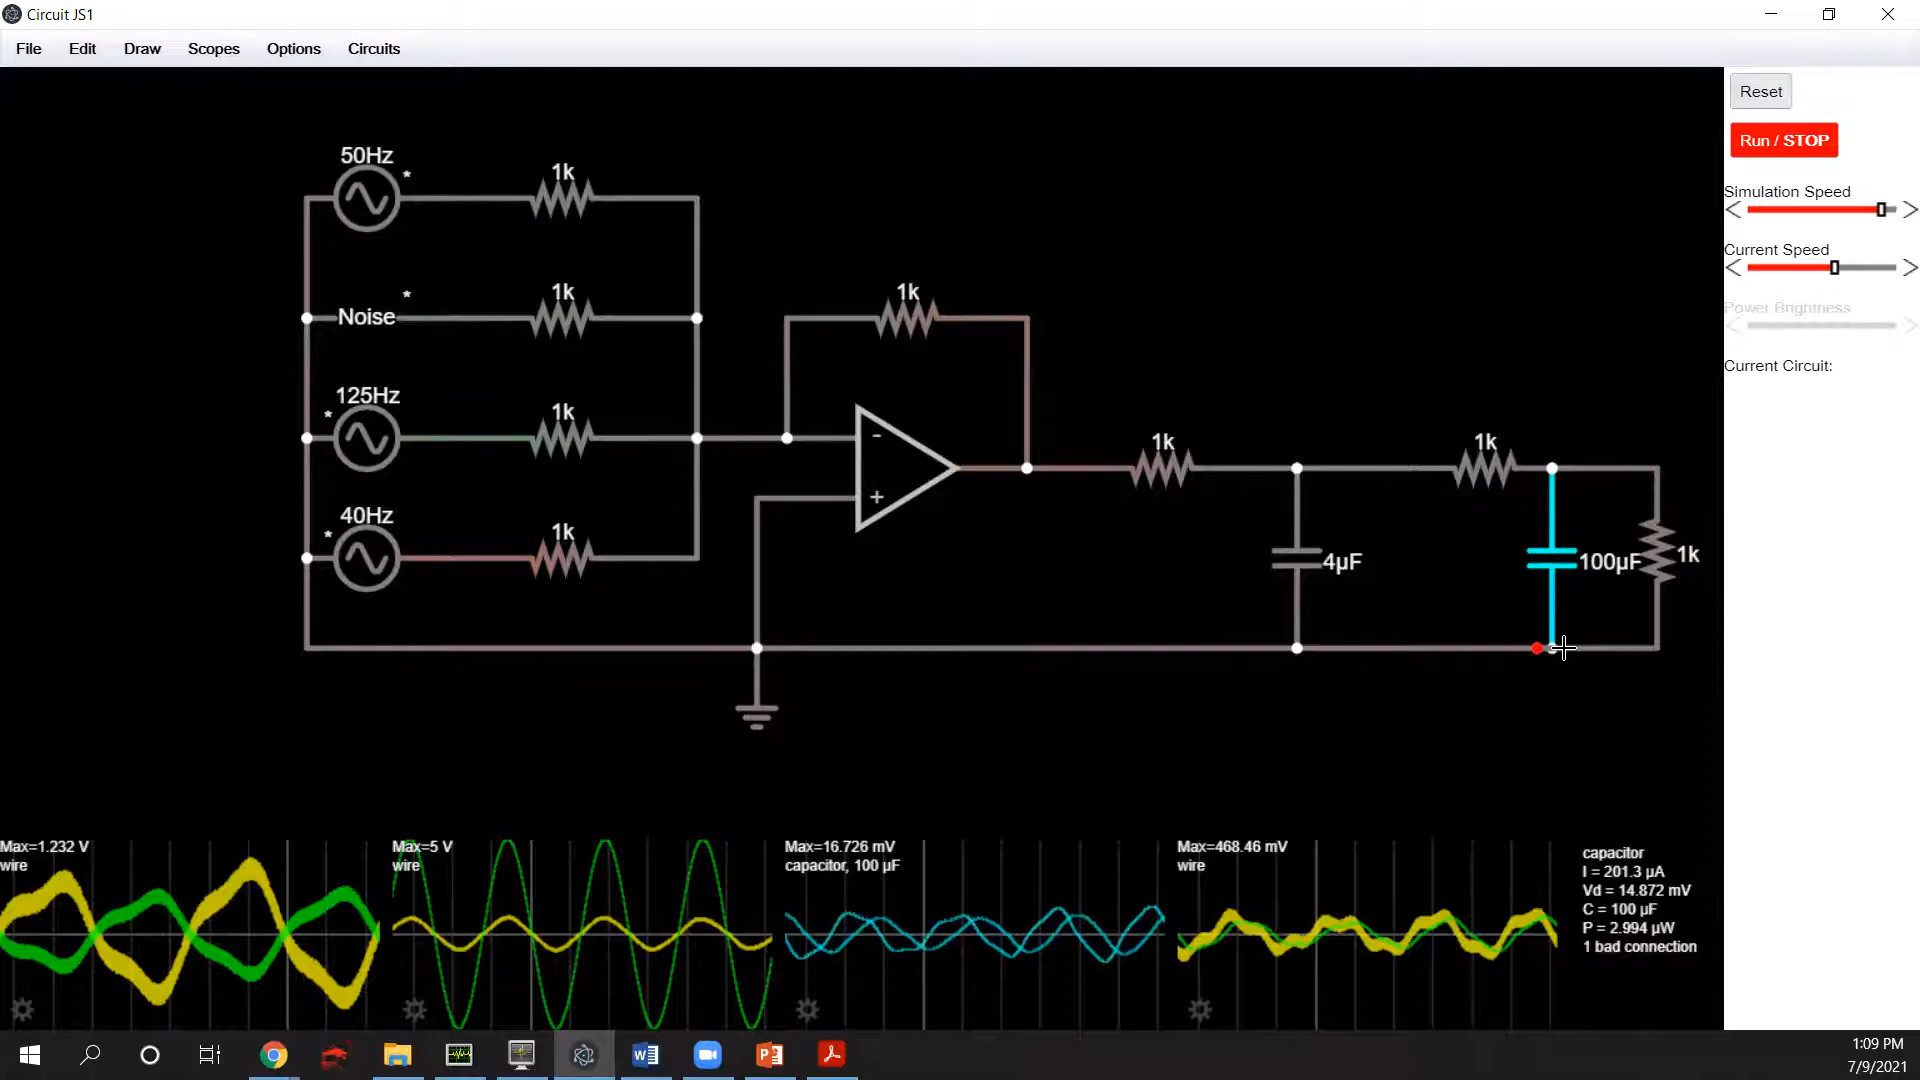 Circuit JS1
File Edit Draw Scopes Options Circuits
Reset
Run / STOP
Simulation Speed
Current Speed
Power Brightness
Current Circuit:
50Hz
*
1k
Noise
*
1k
1k
125Hz
*
1k
-
+
1k
1k
40Hz
*
1k
4µF
100µF
1k
Max=1.232 V
wire
Max=5 V
wire
Max=16.726 mV
capacitor, 100 µF
Max=468.46 mV
wire
capacitor
I = 201.3 µA
Vd = 14.872 mV
C = 100 µF
P = 2.994 µW
1 bad connection
1:09 PM
7/9/2021